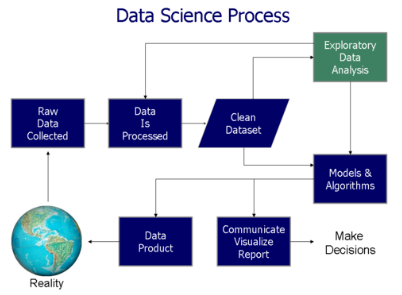 Data Science Process
Exploratory
Data
Analysis
Raw
Data
Collected
Data
Is
Processed
Clean
Dataset
Models &
Algorithms
Data
Product
Communicate
Visualize
Report
Make
Decisions
Reality